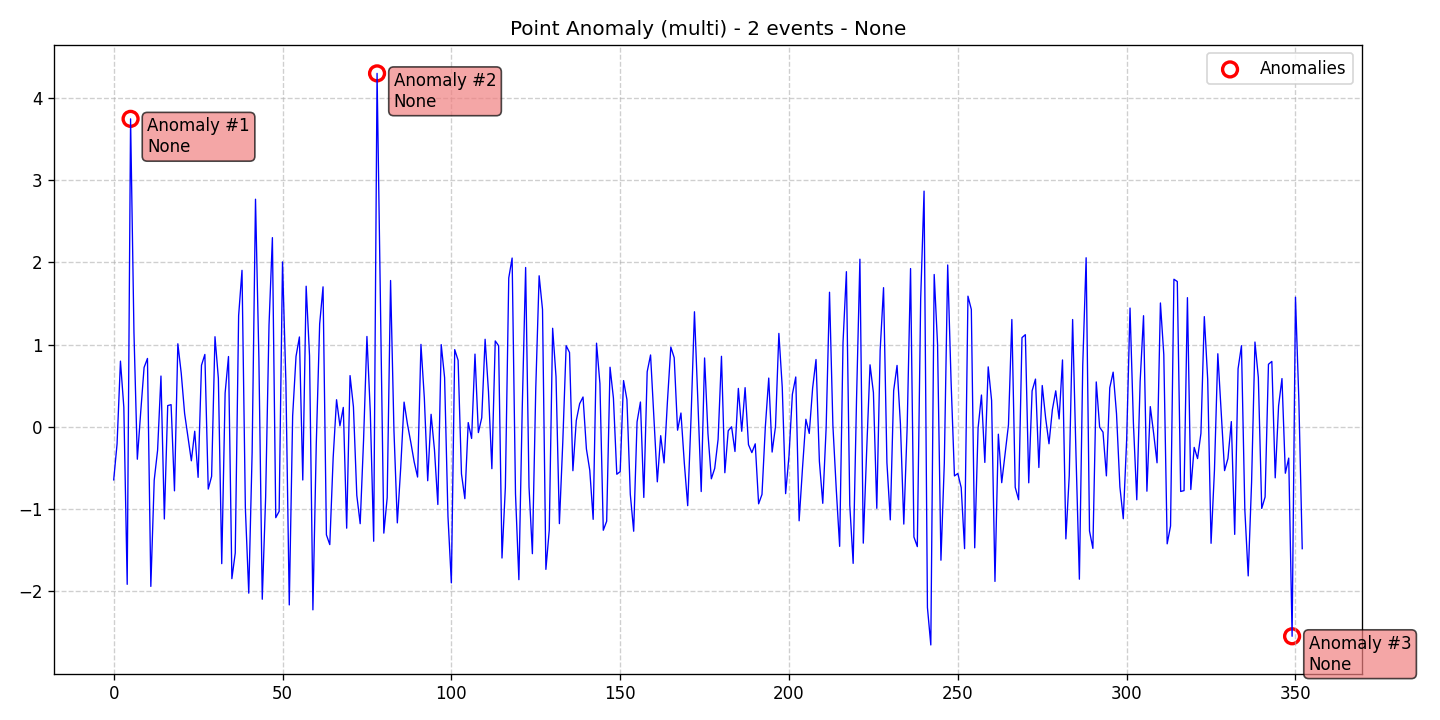 Point Anomaly (multi) - 2 events - None
Anomalies
Anomaly #2
None
Anomaly #1
None
4
3
2
1
0
−1
−2
Anomaly #3
None
0 50 100 150 200 250 300 350